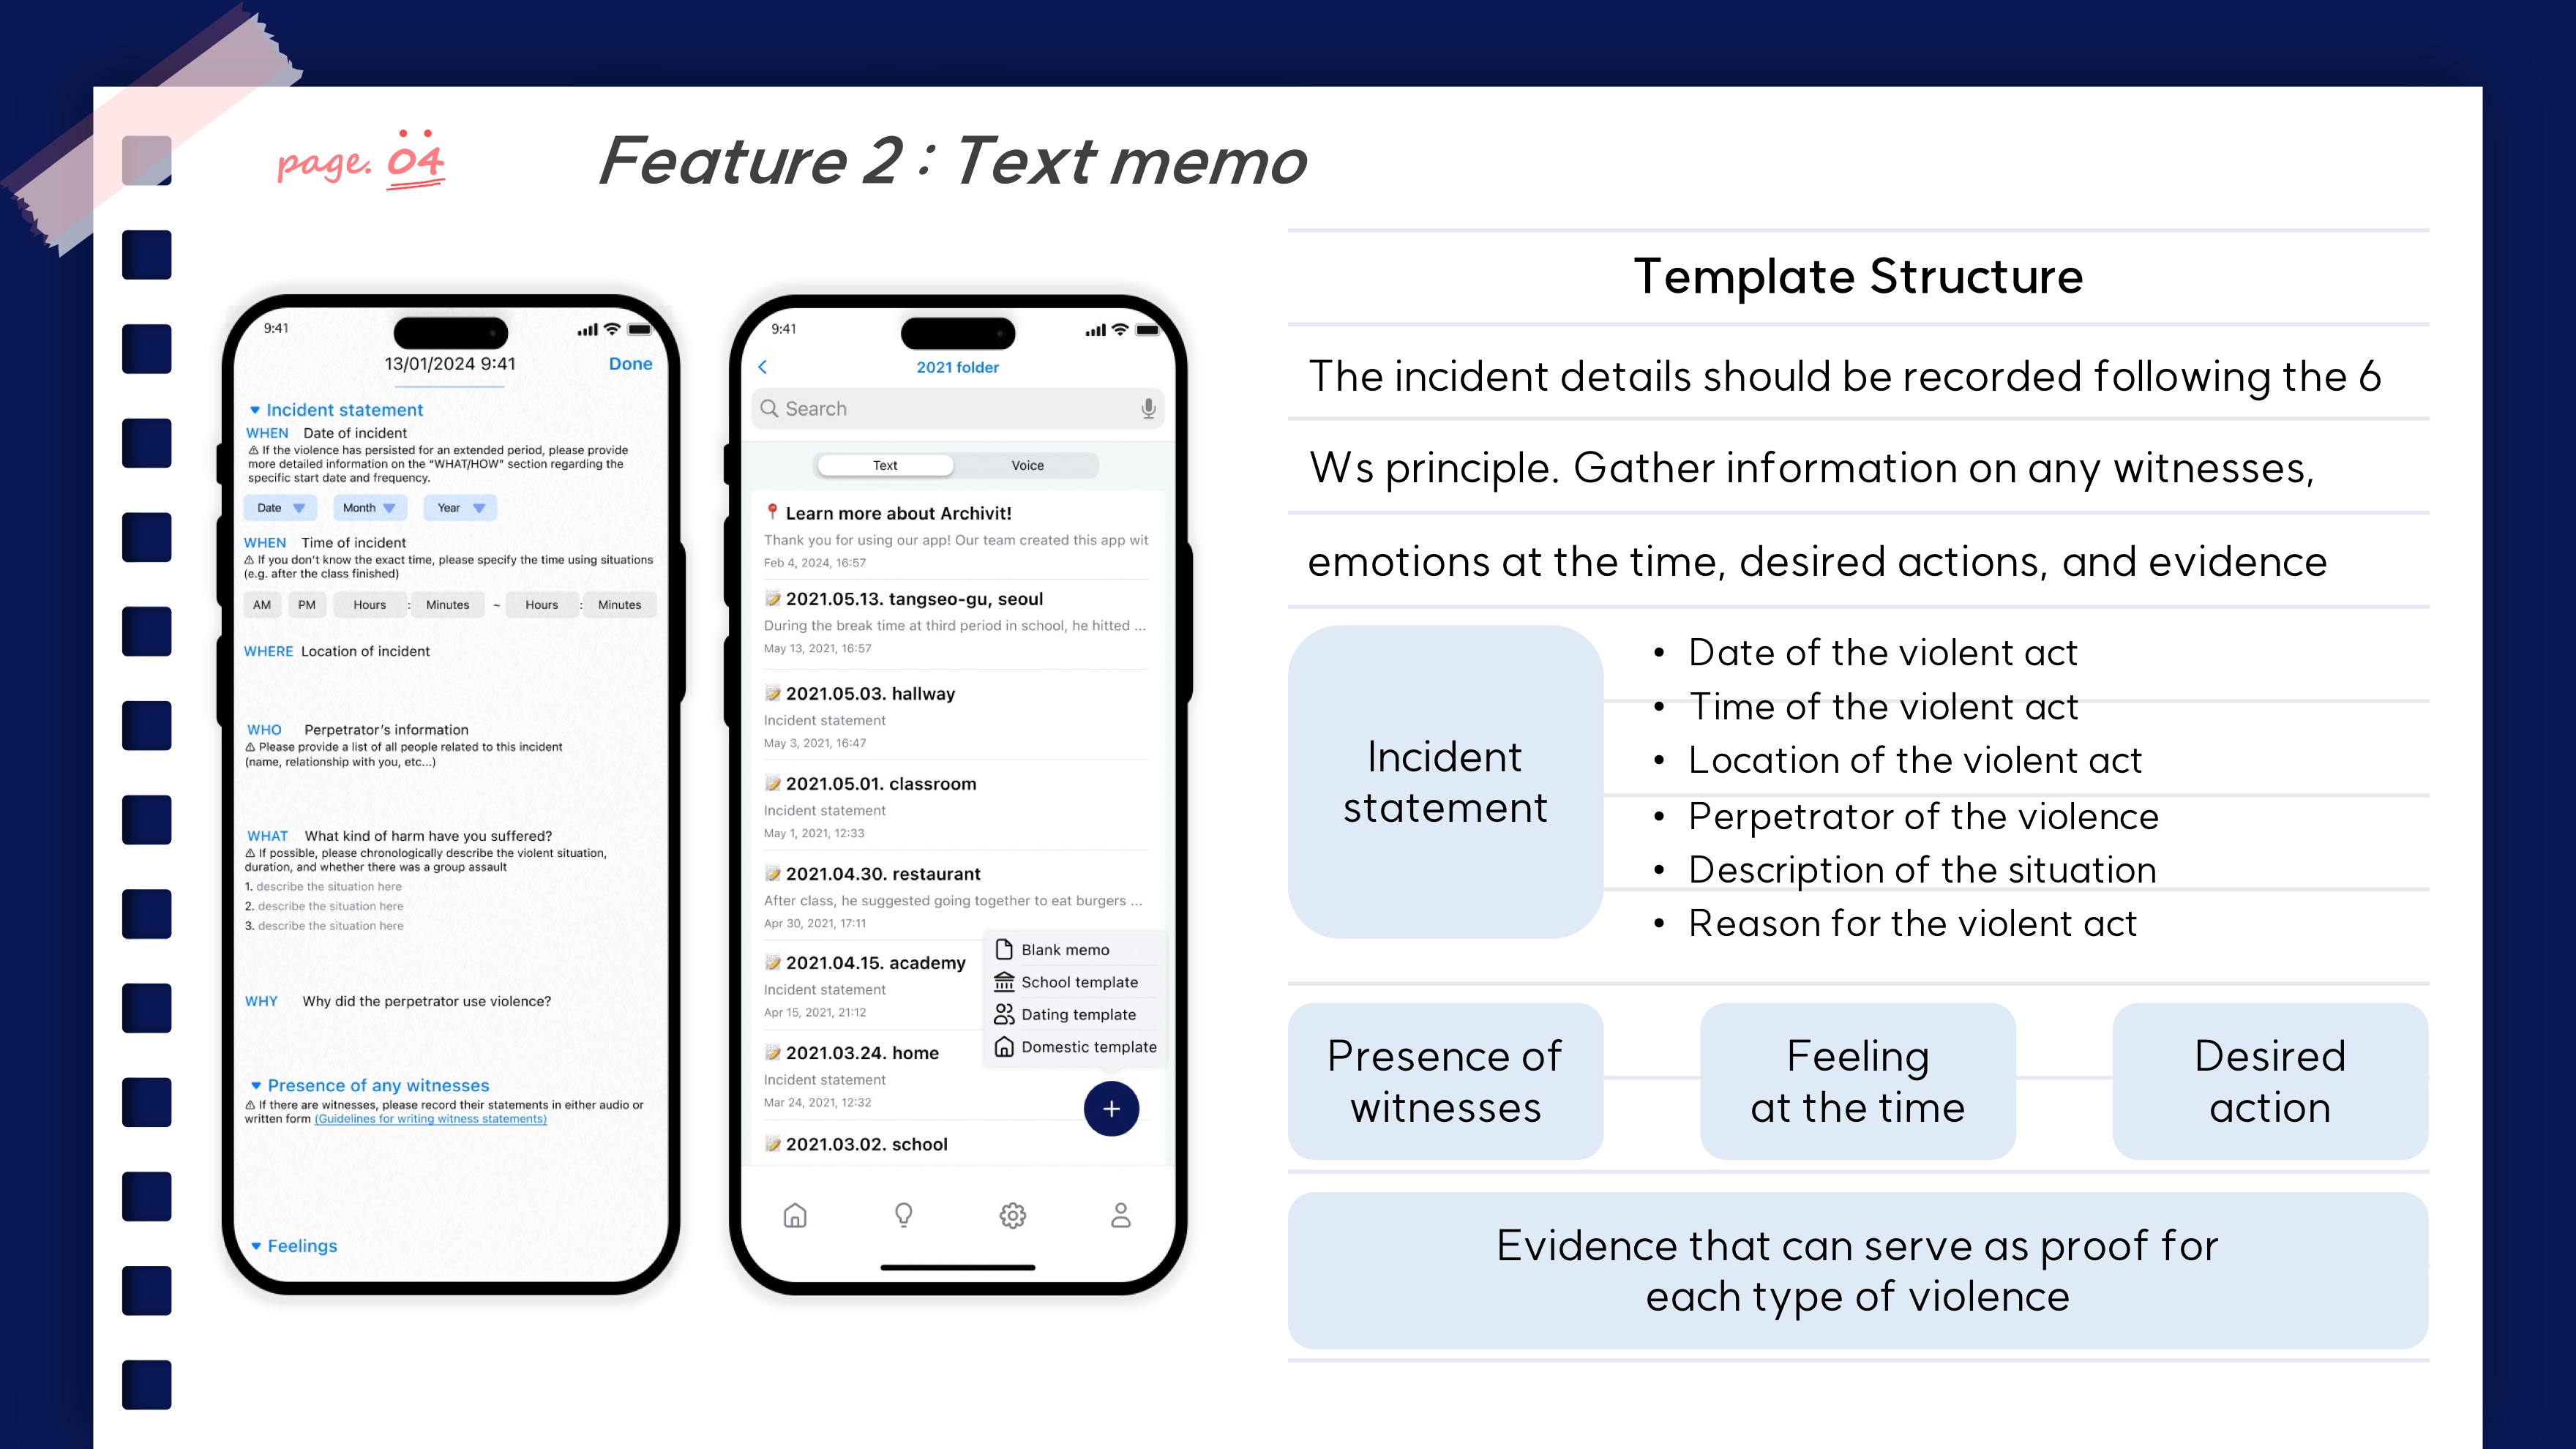 page. 04
Feature 2 : Text memo
9:41
13/01/2024 9:41
Done
Incident statement
WHEN Date of incident
⚠ If the violence has persisted for an extended period, please provide
more detailed information on the “WHAT/HOW” section regarding the
specific start date and frequency.
Date Month Year
WHEN Time of incident
⚠ If you don’t know the exact time, please specify the time using situations
(e.g. after the class finished)
AM PM Hours : Minutes ~ Hours : Minutes
WHERE Location of incident
WHO Perpetrator’s information
⚠ Please provide a list of all people related to this incident
(name, relationship with you, etc...)
WHAT What kind of harm have you suffered?
⚠ If possible, please chronologically describe the violent situation,
duration, and whether there was a group assault
1. describe the situation here
2. describe the situation here
3. describe the situation here
WHY Why did the perpetrator use violence?
Presence of any witnesses
⚠ If there are witnesses, please record their statements in either audio or
written form (Guidelines for writing witness statements)
Feelings
9:41
2021 folder
Search
Text Voice
Learn more about Archivit!
Thank you for using our app! Our team created this app wit
Feb 4, 2024, 16:57
2021.05.13. tangseo-gu, seoul
During the break time at third period in school, he hitted ...
May 13, 2021, 16:57
2021.05.03. hallway
Incident statement
May 3, 2021, 16:47
2021.05.01. classroom
Incident statement
May 1, 2021, 12:33
2021.04.30. restaurant
After class, he suggested going together to eat burgers ...
Apr 30, 2021, 17:11
2021.04.15. academy
Incident statement
Apr 15, 2021, 21:12
2021.03.24. home
Incident statement
Mar 24, 2021, 12:32
2021.03.02. school
Blank memo
School template
Dating template
Domestic template
+
Template Structure
The incident details should be recorded following the 6
Ws principle. Gather information on any witnesses,
emotions at the time, desired actions, and evidence
Incident
statement
• Date of the violent act
• Time of the violent act
• Location of the violent act
• Perpetrator of the violence
• Description of the situation
• Reason for the violent act
Presence of
witnesses
Feeling
at the time
Desired
action
Evidence that can serve as proof for
each type of violence